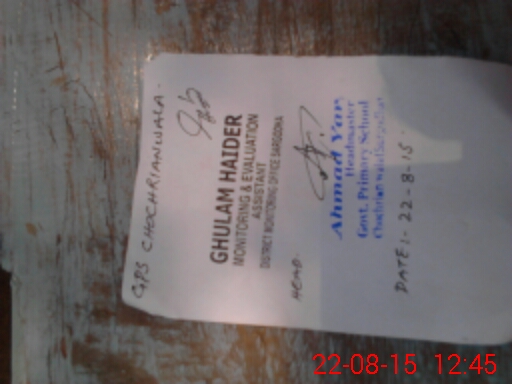 GPS CHOCHRIANWALA.
GHULAM HAIDER
MONITORING & EVALUATION
ASSISTANT
DISTRICT MONITORING OFFICE SARGODHA
HEAD.
Ahmad Yar
Headmaster
Govt. Primary School
DATE:- 22-8-15.
22-08-15 12:45